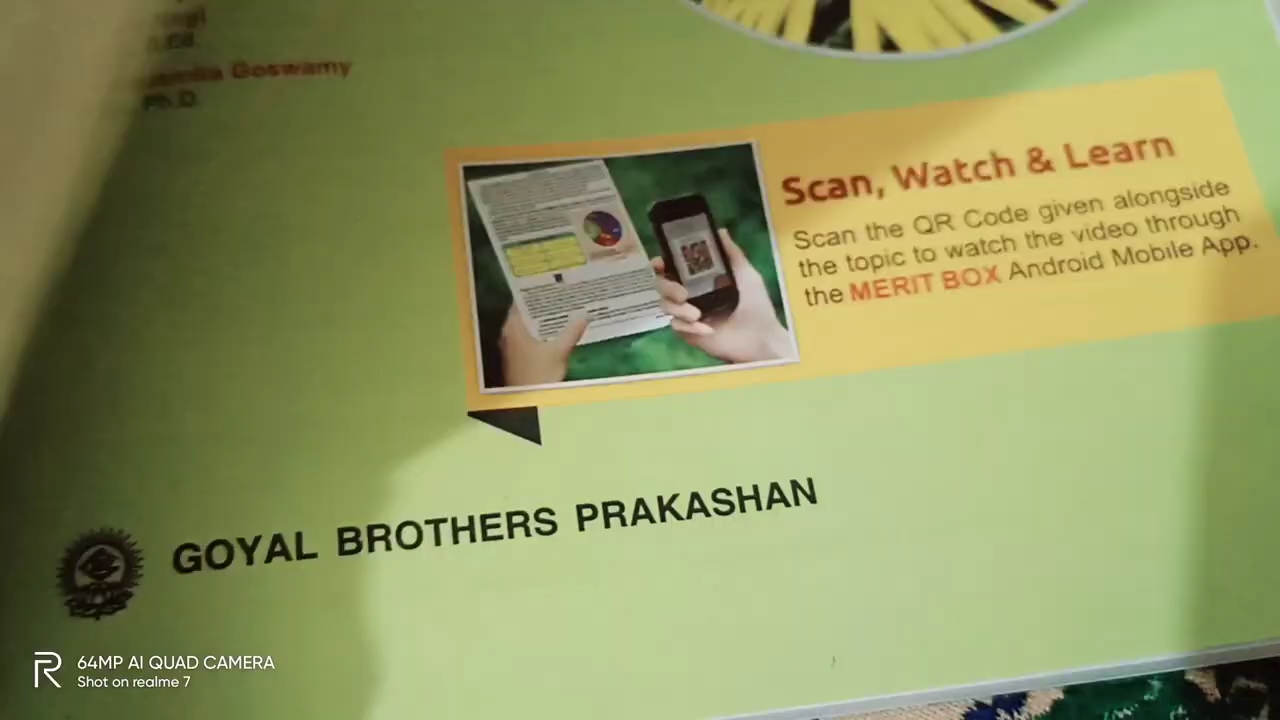 Goswamy
Ph.D.
Scan, Watch & Learn
Scan the QR Code given alongside
the topic to watch the video through
the MERIT BOX Android Mobile App.
GOYAL BROTHERS PRAKASHAN
64MP AI QUAD CAMERA
Shot on realme 7